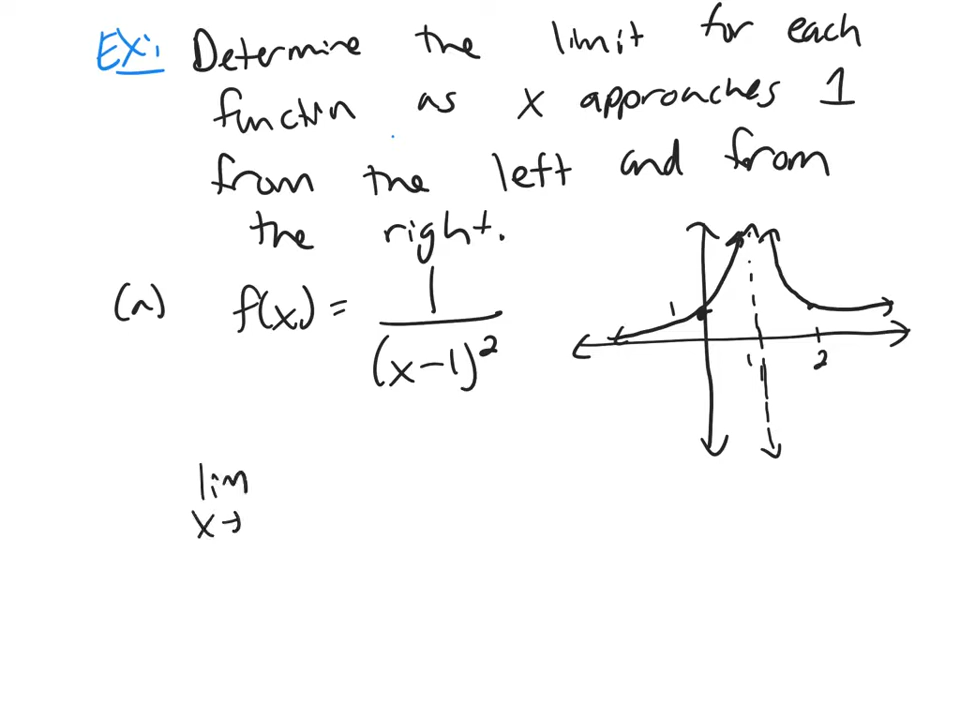 Ex: Determine the limit for each
function as x approaches 1
from the left and from
the right.
(a) f(x) = 1/(x-1)²
1
1
2
lim
x→